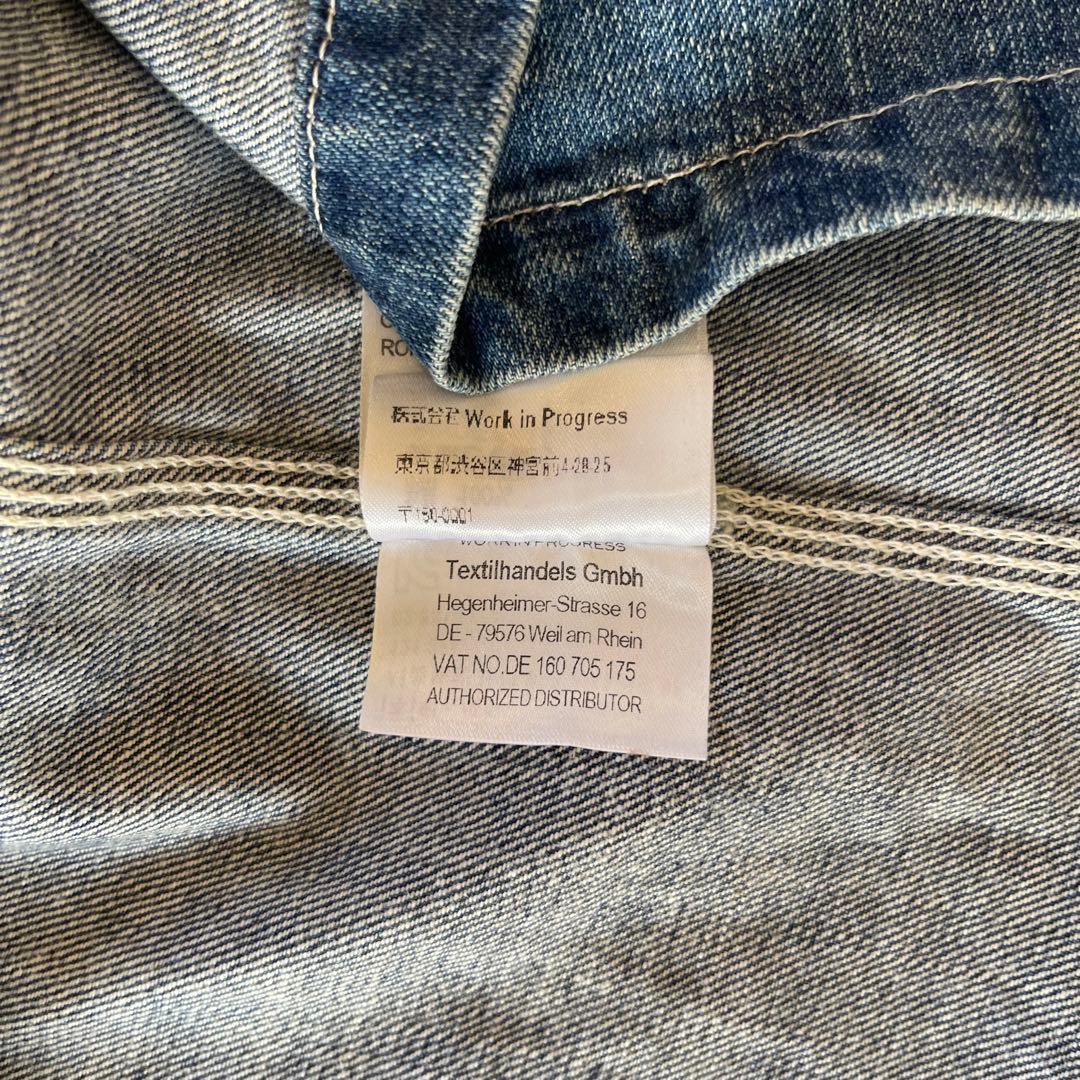 株式会社 Work in Progress
東京都渋谷区神宮前4-28-25
〒150-0001
WORK IN PROGRESS
Textilhandels Gmbh
Hegenheimer-Strasse 16
DE - 79576 Weil am Rhein
VAT NO.DE 160 705 175
AUTHORIZED DISTRIBUTOR